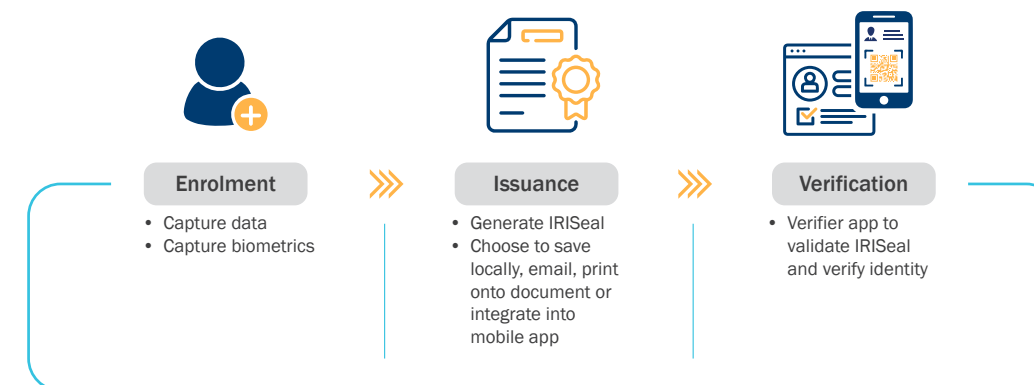 Enrolment
• Capture data
• Capture biometrics
Issuance
• Generate IRISeal
• Choose to save
locally, email, print
onto document or
integrate into
mobile app
Verification
• Verifier app to
validate IRISeal
and verify identity